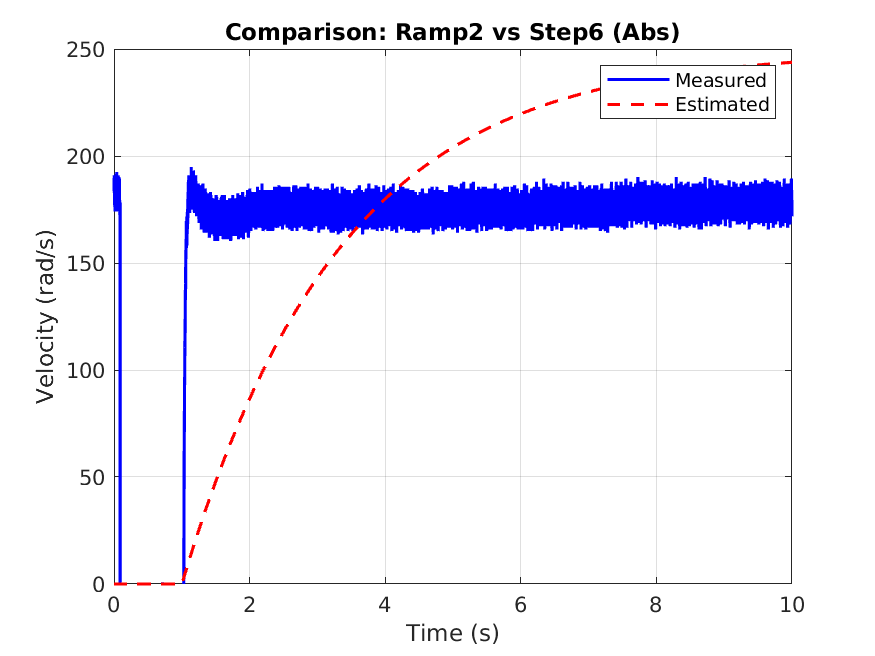 Comparison: Ramp2 vs Step6 (Abs)
250
200
150
100
50
0
Velocity (rad/s)
Measured
Estimated
0 2 4 6 8 10
Time (s)